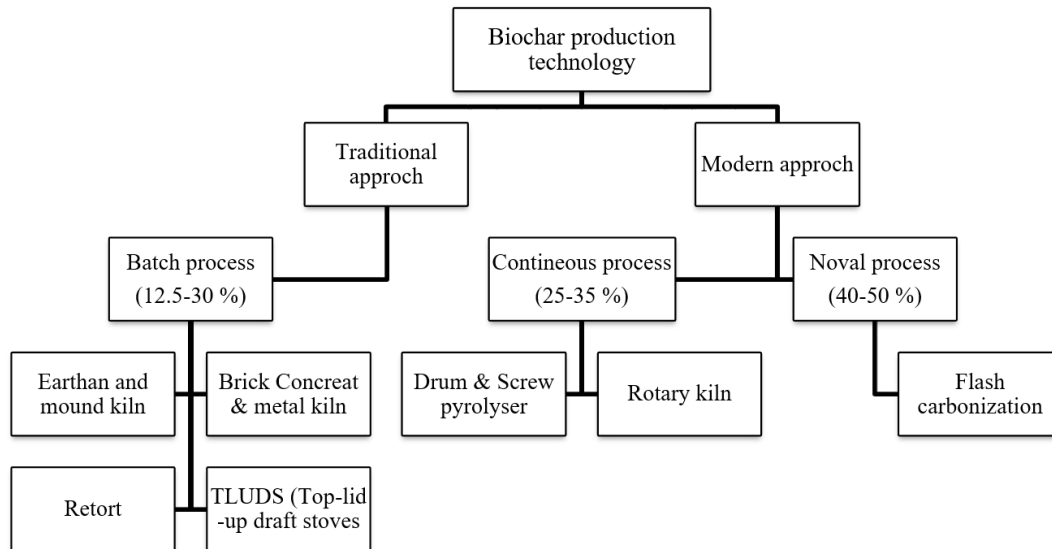 Biochar production
technology
Traditional
approch
Modern approch
Batch process
(12.5-30 %)
Contineous process
(25-35 %)
Noval process
(40-50 %)
Earthan and
mound kiln
Brick Concreat
& metal kiln
Drum & Screw
pyrolyser
Rotary kiln
Flash
carbonization
Retort
TLUDS (Top-lid
-up draft stoves